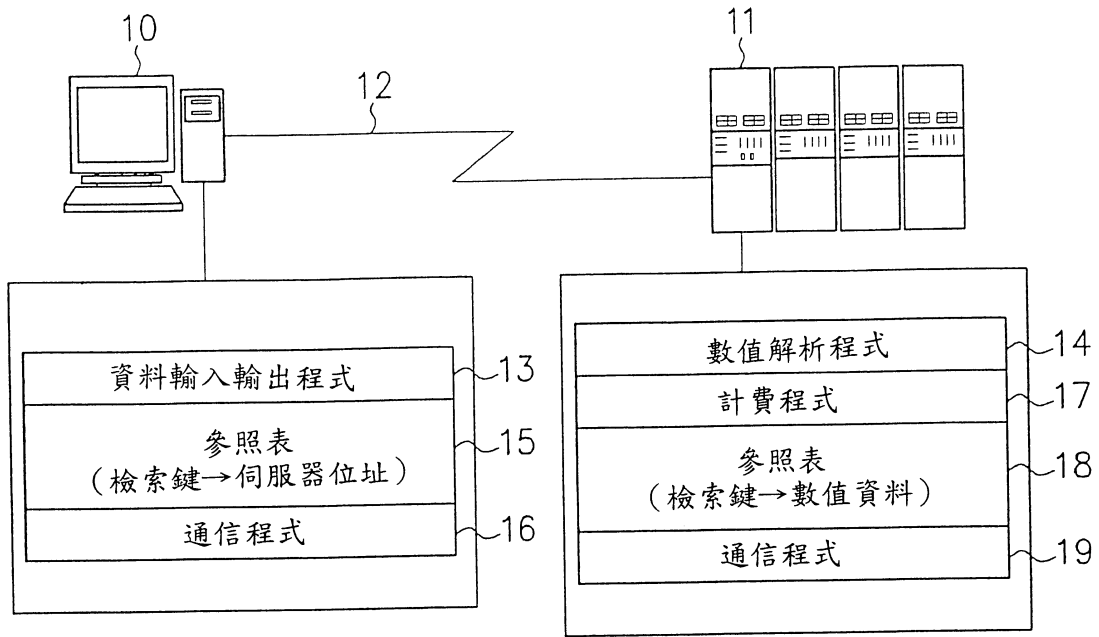 10
11
12
資料輸入輸出程式
13
參照表
(檢索鍵→伺服器位址)
15
通信程式
16
數值解析程式
14
計費程式
17
參照表
(檢索鍵→數值資料)
18
通信程式
19